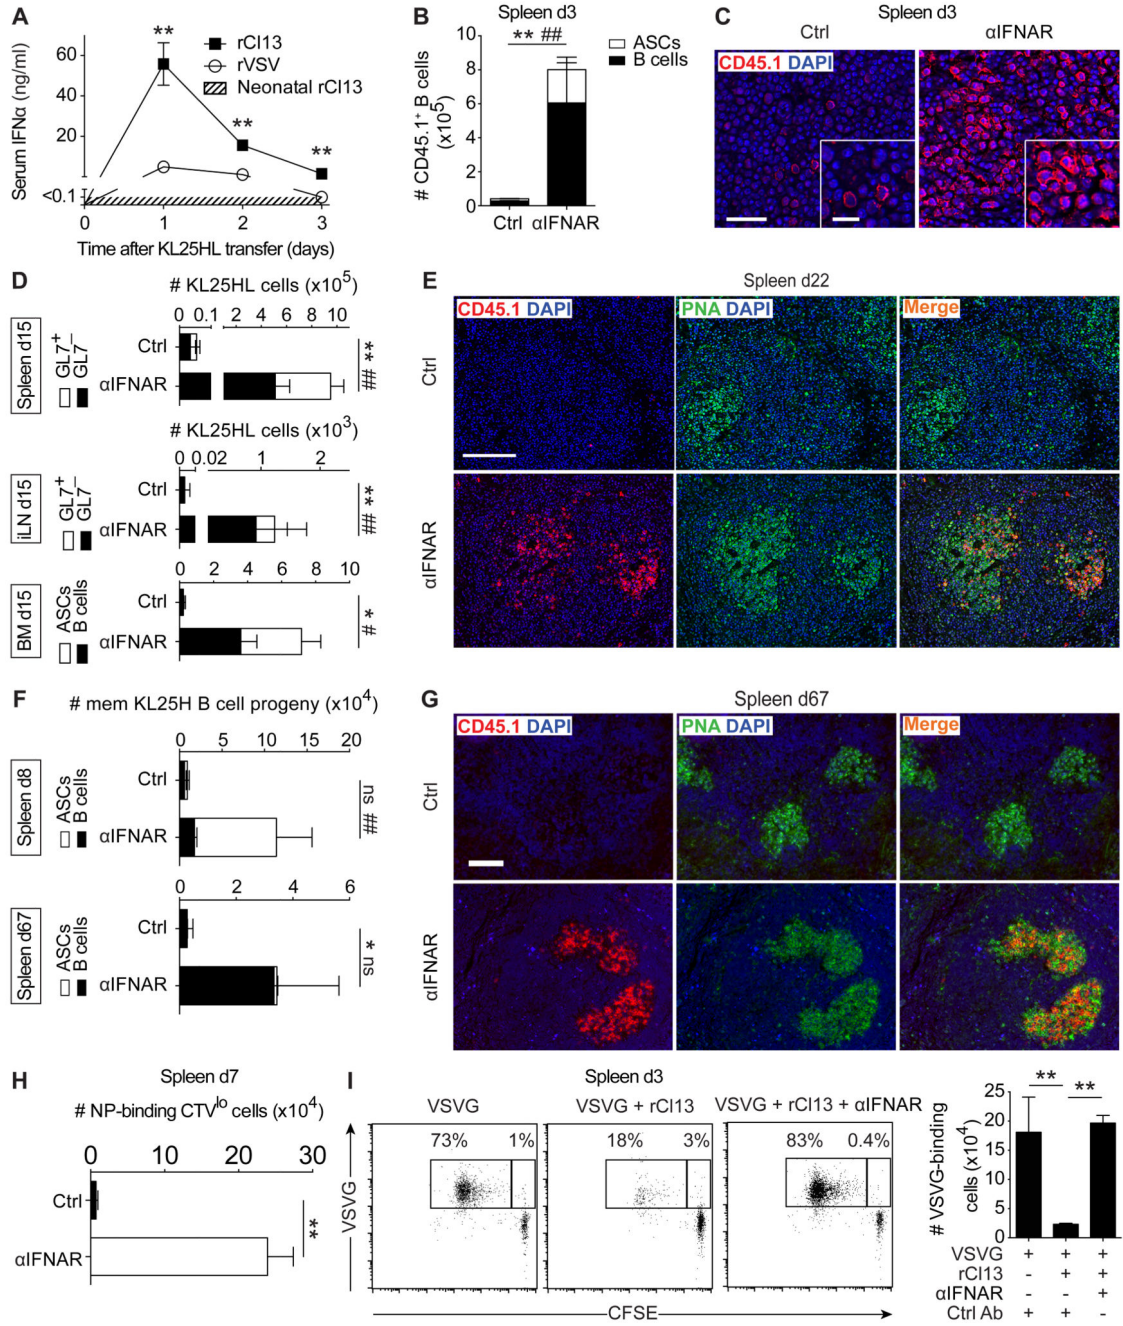 A
Serum IFNα (ng/ml)
60
40
20
<0.1
**
**
**
rCl13
rVSV
Neonatal rCl13
0
1
2
3
Time after KL25HL transfer (days)
B
Spleen d3
# CD45.1⁺ B cells
(x10⁵)
10
8
6
4
2
0
** ##
ASCs
B cells
Ctrl αIFNAR
C
Spleen d3
Ctrl
αIFNAR
CD45.1 DAPI
D
# KL25HL cells (x10⁵)
0 0.1 2 4 6 8 10
Spleen d15
GL7⁺
GL7⁻
Ctrl
αIFNAR
** ##
# KL25HL cells (x10³)
0 0.02 1 2
iLN d15
GL7⁺
GL7⁻
Ctrl
αIFNAR
** ##
0 2 4 6 8 10
BM d15
ASCs
B cells
Ctrl
αIFNAR
* #
E
Spleen d22
CD45.1 DAPI
PNA DAPI
Merge
Ctrl
αIFNAR
F
# mem KL25H B cell progeny (x10⁴)
0 5 10 15 20
Spleen d8
ASCs
B cells
Ctrl
αIFNAR
ns ##
0 2 4 6
Spleen d67
ASCs
B cells
Ctrl
αIFNAR
* ns
G
Spleen d67
CD45.1 DAPI
PNA DAPI
Merge
Ctrl
αIFNAR
H
Spleen d7
# NP-binding CTV^lo cells (x10⁴)
0 10 20 30
Ctrl
αIFNAR
**
I
Spleen d3
VSVG
VSVG + rCl13
VSVG + rCl13 + αIFNAR
73% 1%
18% 3%
83% 0.4%
VSVG
CFSE
# VSVG-binding
cells (x10⁴)
25
20
15
10
5
0
** **
VSVG + + +
rCl13 - + +
αIFNAR - - +
Ctrl Ab + + -